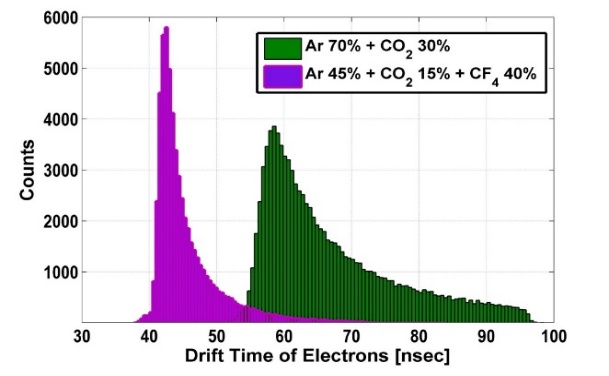 6000
5000
4000
3000
2000
1000
Counts
Ar 70% + CO2 30%
Ar 45% + CO2 15% + CF4 40%
30 40 50 60 70 80 90 100
Drift Time of Electrons [nsec]